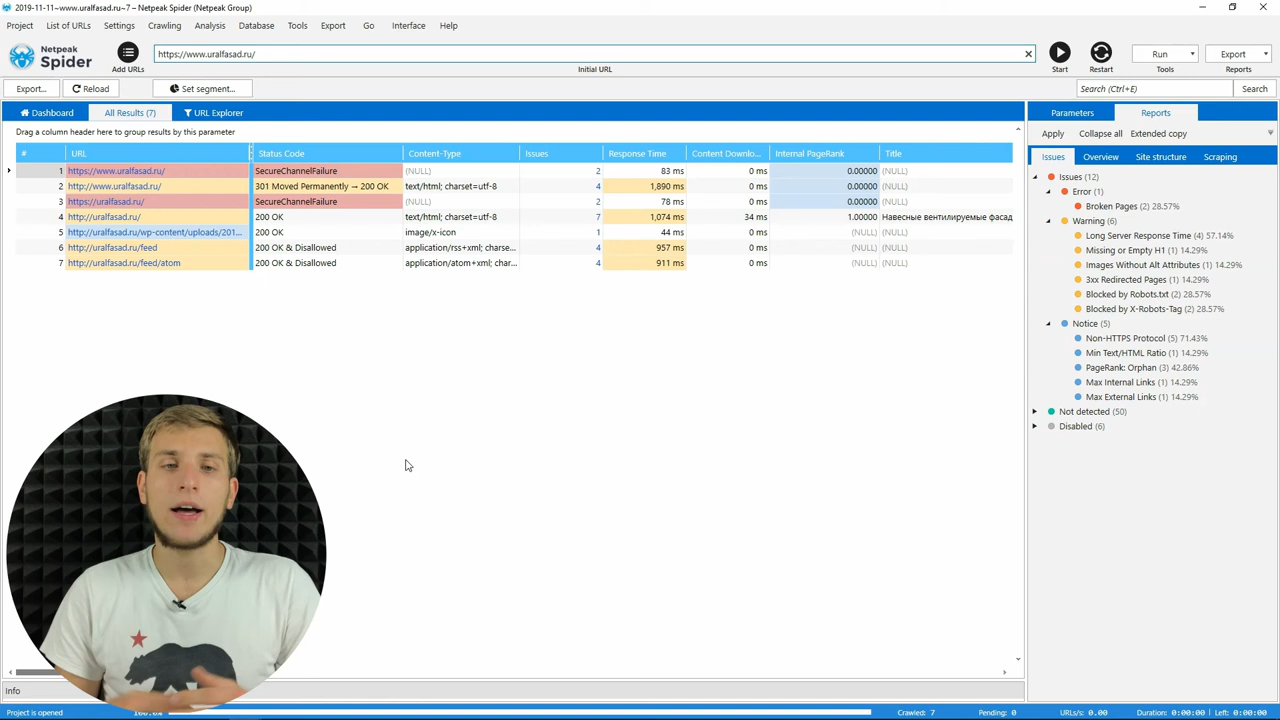 2019-11-11~www.uralfasad.ru~7 - Netpeak Spider (Netpeak Group)
Project List of URLs Settings Crawling Analysis Database Tools Export Go Interface Help
Netpeak Spider
Add URLs
https://www.uralfasad.ru/
Initial URL
Start
Restart
Run
Tools
Export
Reports
Export... Reload Set segment... Search (Ctrl+E) Search
Dashboard All Results (7) URL Explorer Parameters Reports
Drag a column header here to group results by this parameter
Apply Collapse all Extended copy
# URL Status Code Content-Type Issues Response Time Content Downlo... Internal PageRank Title
1 https://www.uralfasad.ru/ SecureChannelFailure (NULL) 2 83 ms 0 ms 0.00000 (NULL)
2 http://www.uralfasad.ru/ 301 Moved Permanently → 200 OK text/html; charset=utf-8 4 1,890 ms 0 ms 0.00000 (NULL)
3 https://uralfasad.ru/ SecureChannelFailure (NULL) 2 78 ms 0 ms 0.00000 (NULL)
4 http://uralfasad.ru/ 200 OK text/html; charset=utf-8 7 1,074 ms 34 ms 1.00000 Навесные вентилируемые фасад
5 http://uralfasad.ru/wp-content/uploads/201... 200 OK image/x-icon 1 44 ms 0 ms (NULL) (NULL)
6 http://uralfasad.ru/feed 200 OK & Disallowed application/rss+xml; charse... 4 957 ms 0 ms (NULL) (NULL)
7 http://uralfasad.ru/feed/atom 200 OK & Disallowed application/atom+xml; char... 4 911 ms 0 ms (NULL) (NULL)
Issues Overview Site structure Scraping
Issues (12)
Error (1)
Broken Pages (2) 28.57%
Warning (6)
Long Server Response Time (4) 57.14%
Missing or Empty H1 (1) 14.29%
Images Without Alt Attributes (1) 14.29%
3xx Redirected Pages (1) 14.29%
Blocked by Robots.txt (2) 28.57%
Blocked by X-Robots-Tag (2) 28.57%
Notice (5)
Non-HTTPS Protocol (5) 71.43%
Min Text/HTML Ratio (1) 14.29%
PageRank: Orphan (3) 42.86%
Max Internal Links (1) 14.29%
Max External Links (1) 14.29%
Not detected (50)
Disabled (6)
Info
Project is opened 100.0% Crawled: 7 Pending: 0 URLs/s: 0.00 Duration: 0:00:00 Left: 0:00:00